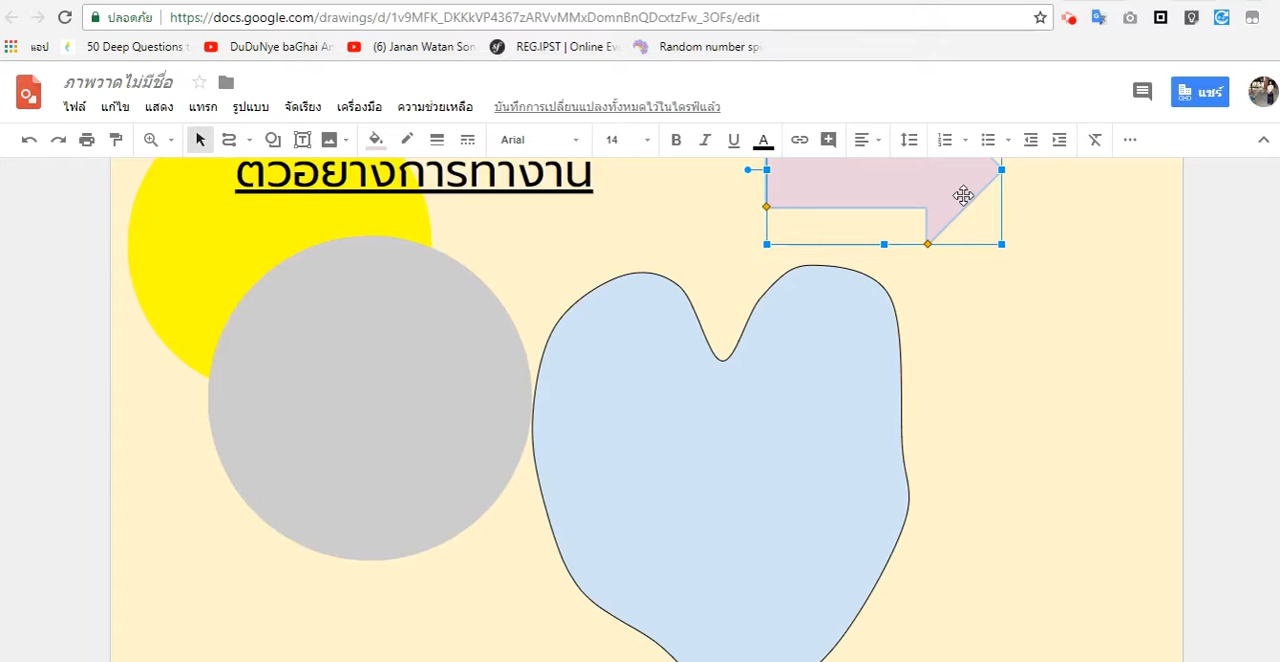 ปลอดภัย https://docs.google.com/drawings/d/1v9MFK_DKKkVP4367zARVvMMxDomnBnQDcxtzFw_3OFs/edit
แอป 50 Deep Questions DuDuNye baGhai An (6) Janan Watan Son REG.IPST | Online Eve Random number spi
ภาพวาดไม่มีชื่อ
ไฟล์ แก้ไข แสดง แทรก รูปแบบ จัดเรียง เครื่องมือ ความช่วยเหลือ บันทึกการเปลี่ยนแปลงทั้งหมดไว้ในไดรฟ์แล้ว
แชร์
Arial 14 B I U A
ตัวอย่างการทำงาน